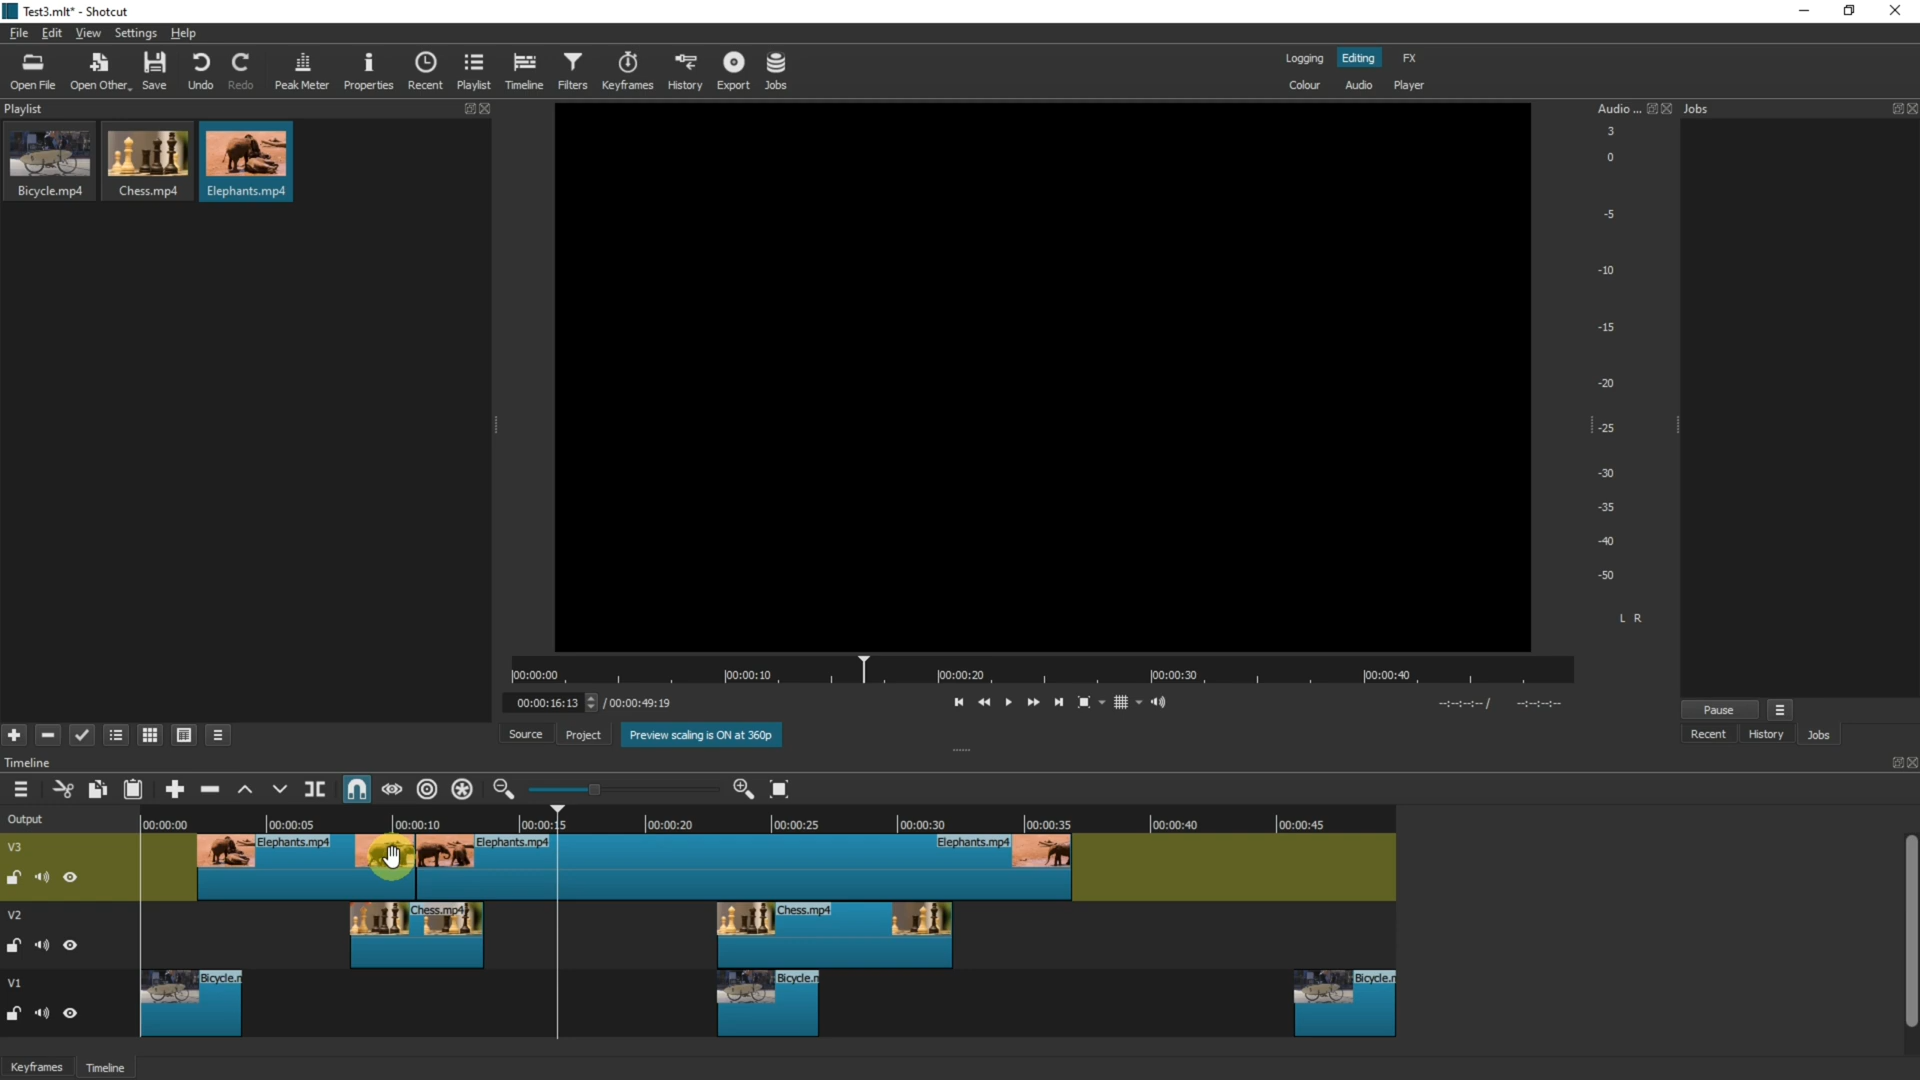 Test3.mlt* - Shotcut
File Edit View Settings Help
Open File Open Other Save Undo Redo Peak Meter Properties Recent Playlist Timeline Filters Keyframes History Export Jobs
Logging Editing FX
Colour Audio Player
Playlist
Audio ...
Jobs
Bicycle.mp4 Chess.mp4 Elephants.mp4
3
0
-5
-10
-15
-20
-25
-30
-35
-40
-50
L R
00:00:00 00:00:10 00:00:20 00:00:30 00:00:40
00:00:16:13 / 00:00:49:19
--:--:--:-- / --:--:--:--
Source Project Preview scaling is ON at 360p
Pause
Recent History Jobs
Timeline
Output
00:00:00 00:00:05 00:00:10 00:00:15 00:00:20 00:00:25 00:00:30 00:00:35 00:00:40 00:00:45
V3
Elephants.mp4 Elephants.mp4 Elephants.mp4
V2
Chess.mp4 Chess.mp4
V1
Bicycle.m Bicycle.m Bicycle.m
Keyframes Timeline